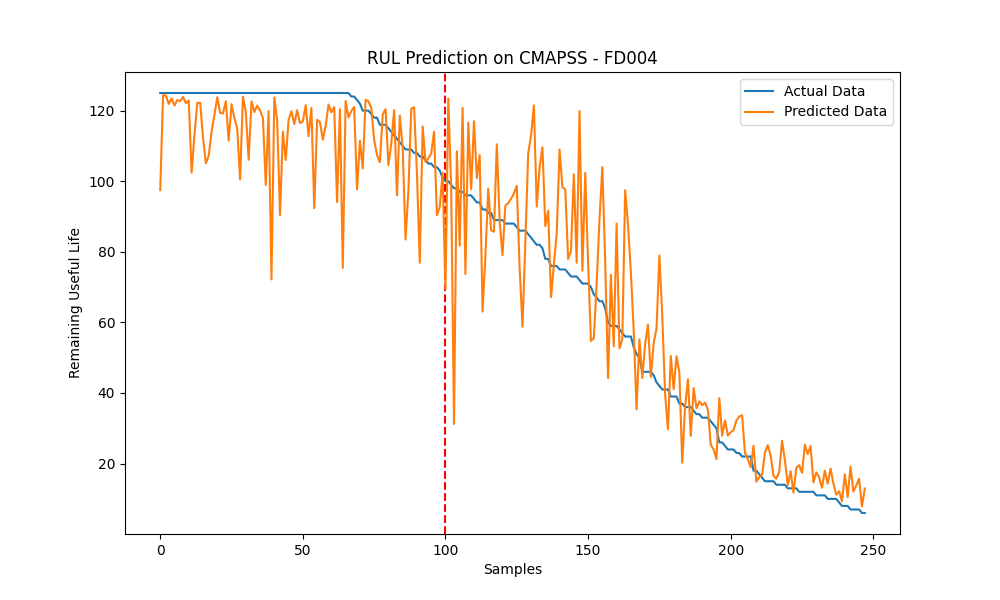 RUL Prediction on CMAPSS - FD004
Actual Data
Predicted Data
Remaining Useful Life
120
100
80
60
40
20
0
50
100
150
200
250
Samples